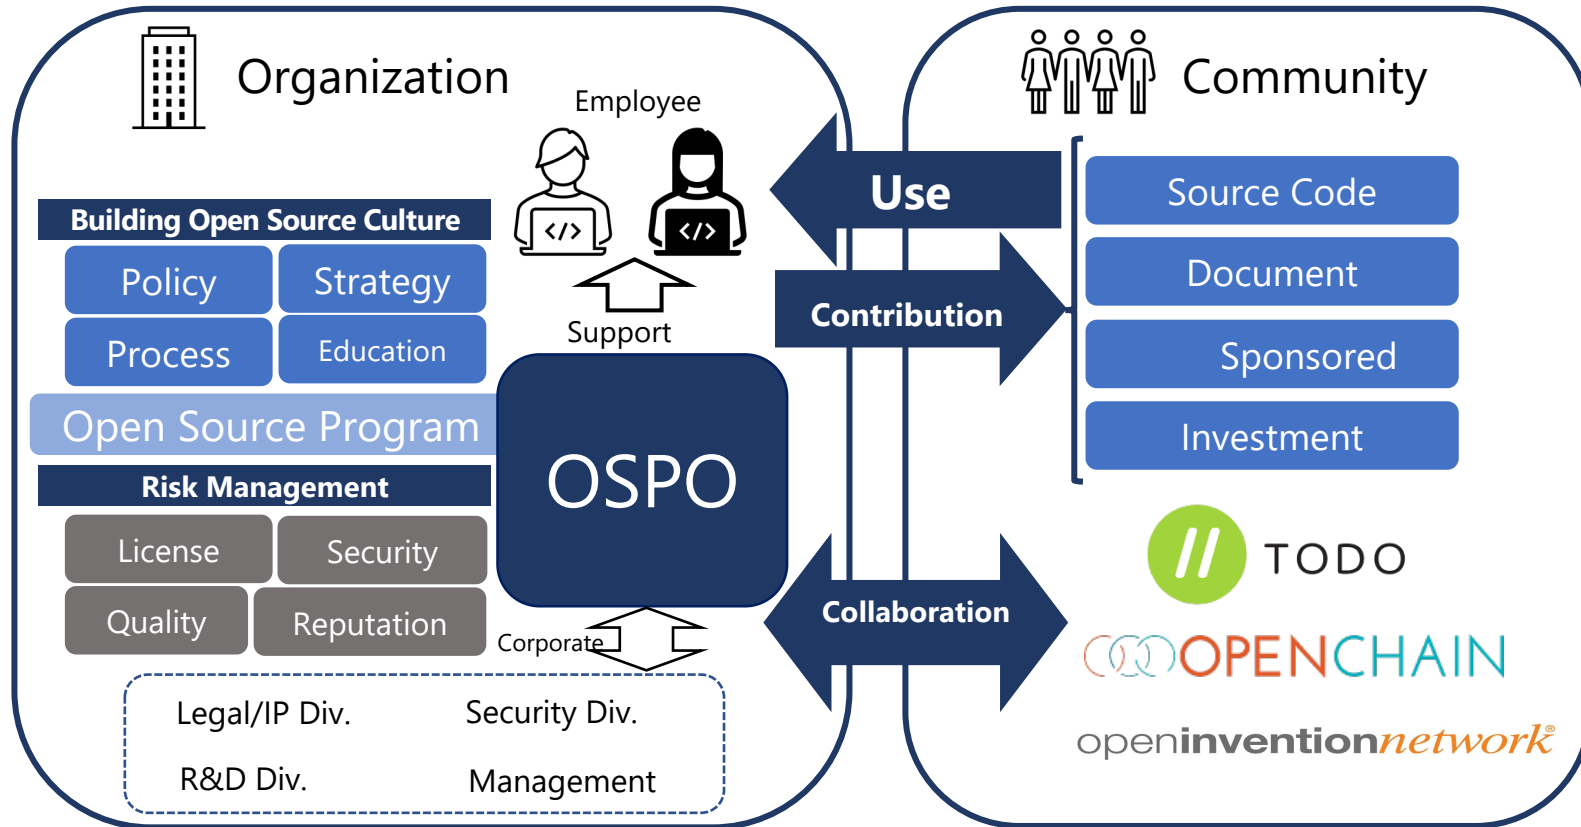 Organization
Employee
</>
</>
Building Open Source Culture
Policy
Strategy
Process
Education
Support
Open Source Program
OSPO
Risk Management
License
Security
Quality
Reputation
Corporate
Legal/IP Div.
Security Div.
R&D Div.
Management
Use
Contribution
Collaboration
Community
Source Code
Document
Sponsored
Investment
TODO
OPENCHAIN
openinventionnetwork®